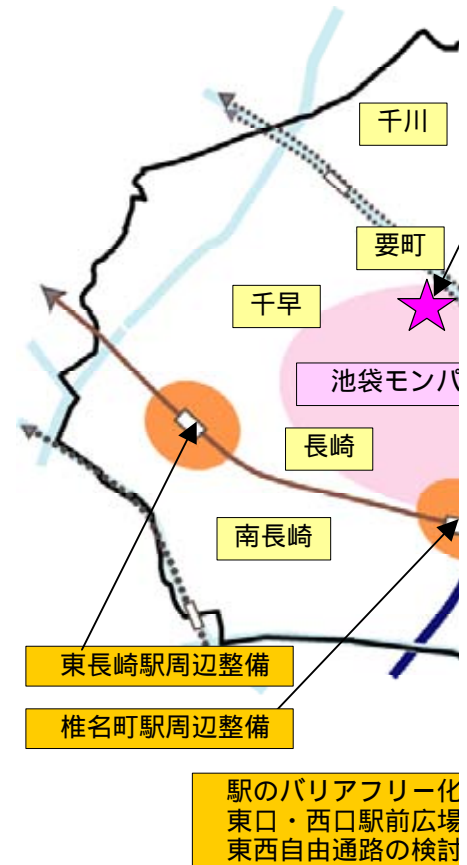 千川
要町
千早
池袋モンパ
長崎
南長崎
東長崎駅周辺整備
椎名町駅周辺整備
駅のバリアフリー化
東口・西口駅前広場
東西自由通路の検討